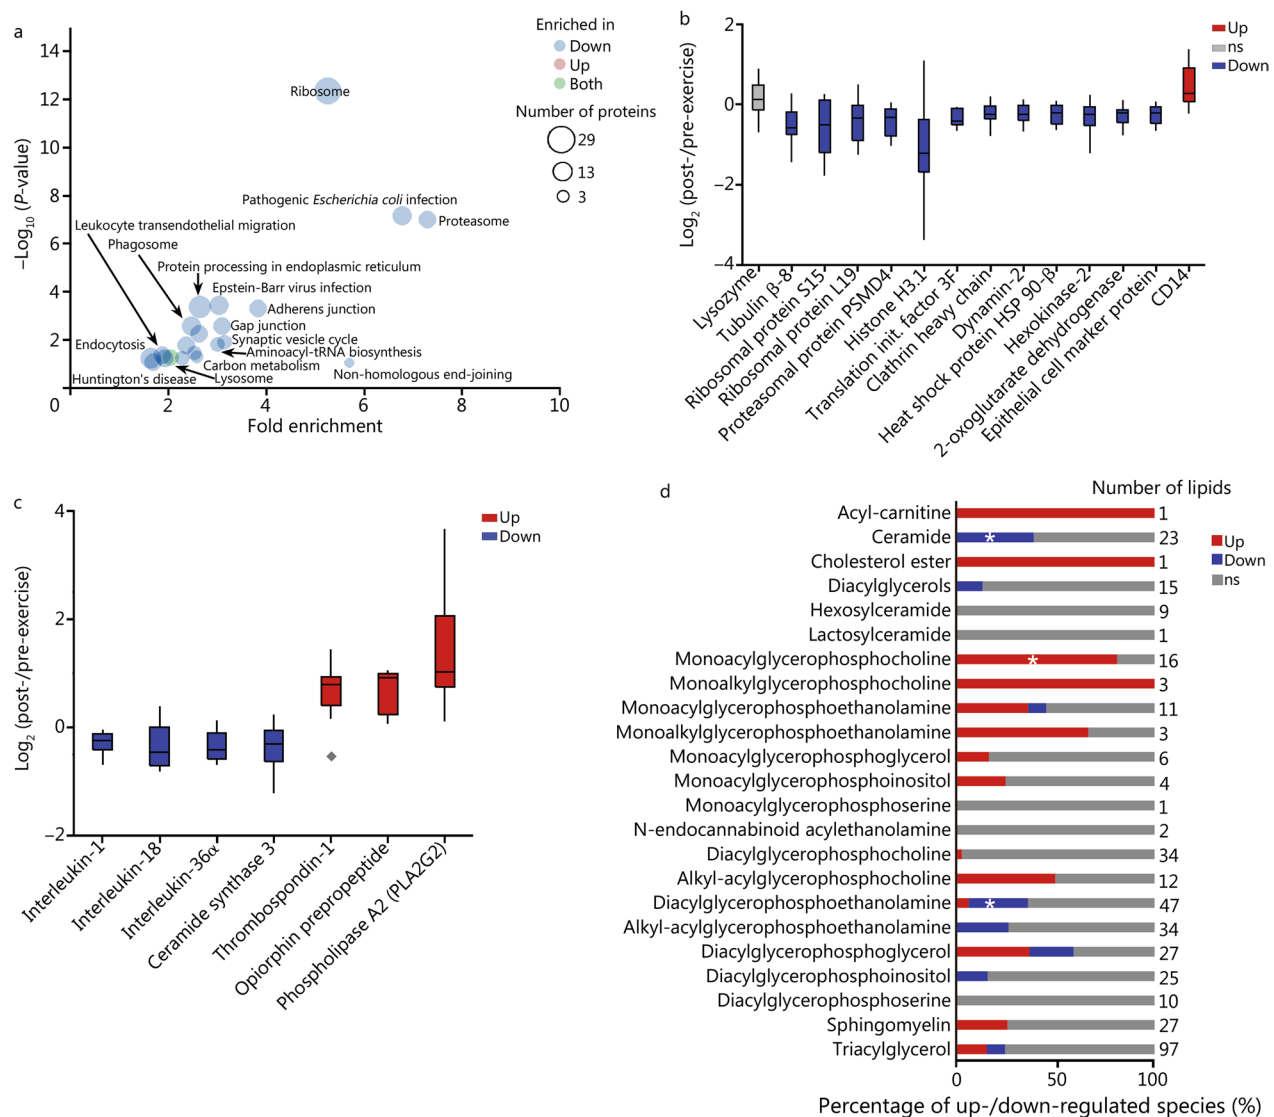 a
Enriched in
Down
Up
Both
Number of proteins
29
13
3
14
12
10
8
6
4
2
0
2
4
6
8
10
−Log10 (P-value)
Fold enrichment
Ribosome
Pathogenic Escherichia coli infection
Proteasome
Leukocyte transendothelial migration
Phagosome
Protein processing in endoplasmic reticulum
Epstein-Barr virus infection
Adherens junction
Gap junction
Synaptic vesicle cycle
Endocytosis
Aminoacyl-tRNA biosynthesis
Carbon metabolism
Non-homologous end-joining
Huntington's disease
Lysosome
b
Up
ns
Down
2
0
−2
−4
Log2 (post-/pre-exercise)
Lysozyme
Tubulin β-8
Ribosomal protein S15
Ribosomal protein L19
Proteasomal protein PSMD4
Histone H3.1
Translation init. factor 3F
Clathrin heavy chain
Dynamin-2
Heat shock protein HSP 90-β
Hexokinase-2
2-oxoglutarate dehydrogenase
Epithelial cell marker protein
CD14
c
Up
Down
4
2
0
−2
Log2 (post-/pre-exercise)
Interleukin-1
Interleukin-18
Interleukin-36α
Ceramide synthase 3
Thrombospondin-1
Opiorphin prepropeptide
Phospholipase A2 (PLA2G2)
d
Number of lipids
Up
Down
ns
Acyl-carnitine 1
Ceramide * 23
Cholesterol ester 1
Diacylglycerols 15
Hexosylceramide 9
Lactosylceramide 1
Monoacylglycerophosphocholine * 16
Monoalkylglycerophosphocholine 3
Monoacylglycerophosphoethanolamine 11
Monoalkylglycerophosphoethanolamine 3
Monoacylglycerophosphoglycerol 6
Monoacylglycerophosphoinositol 4
Monoacylglycerophosphoserine 1
N-endocannabinoid acylethanolamine 2
Diacylglycerophosphocholine 34
Alkyl-acylglycerophosphocholine 12
Diacylglycerophosphoethanolamine * 47
Alkyl-acylglycerophosphoethanolamine 34
Diacylglycerophosphoglycerol 27
Diacylglycerophosphoinositol 25
Diacylglycerophosphoserine 10
Sphingomyelin 27
Triacylglycerol 97
0 50 100
Percentage of up-/down-regulated species (%)